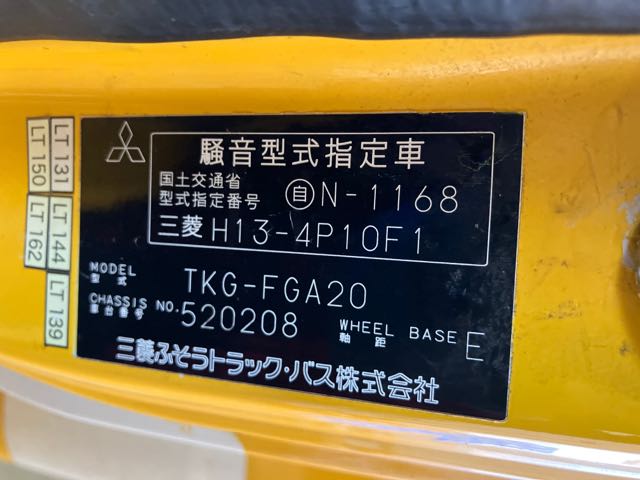 騒音型式指定車
国土交通省
型式指定番号 自N-1168
三菱 H13-4P10F1
MODEL
型式 TKG-FGA20
CHASSIS NO.
車台番号 520208
WHEEL BASE
軸距 E
三菱ふそうトラック・バス株式会社
LT 131
LT 150
LT 144
LT 162
LT 139